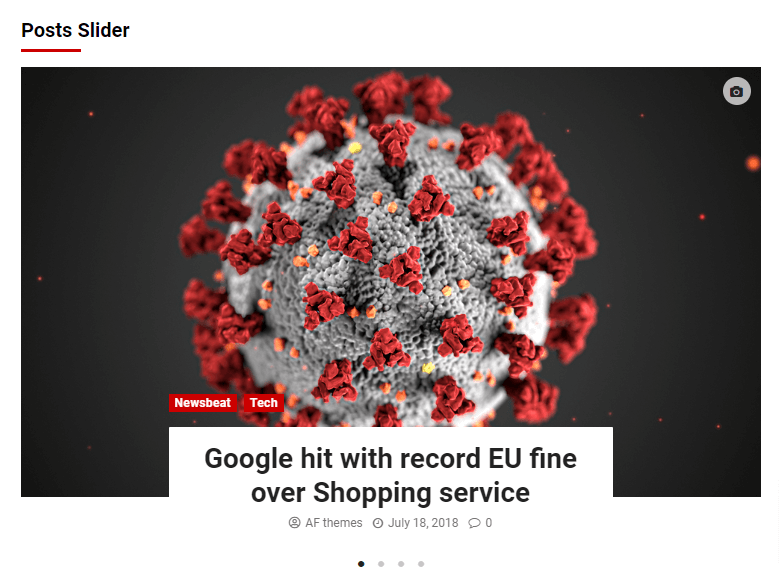 Posts Slider
Newsbeat Tech
Google hit with record EU fine
over Shopping service
AF themes July 18, 2018 0